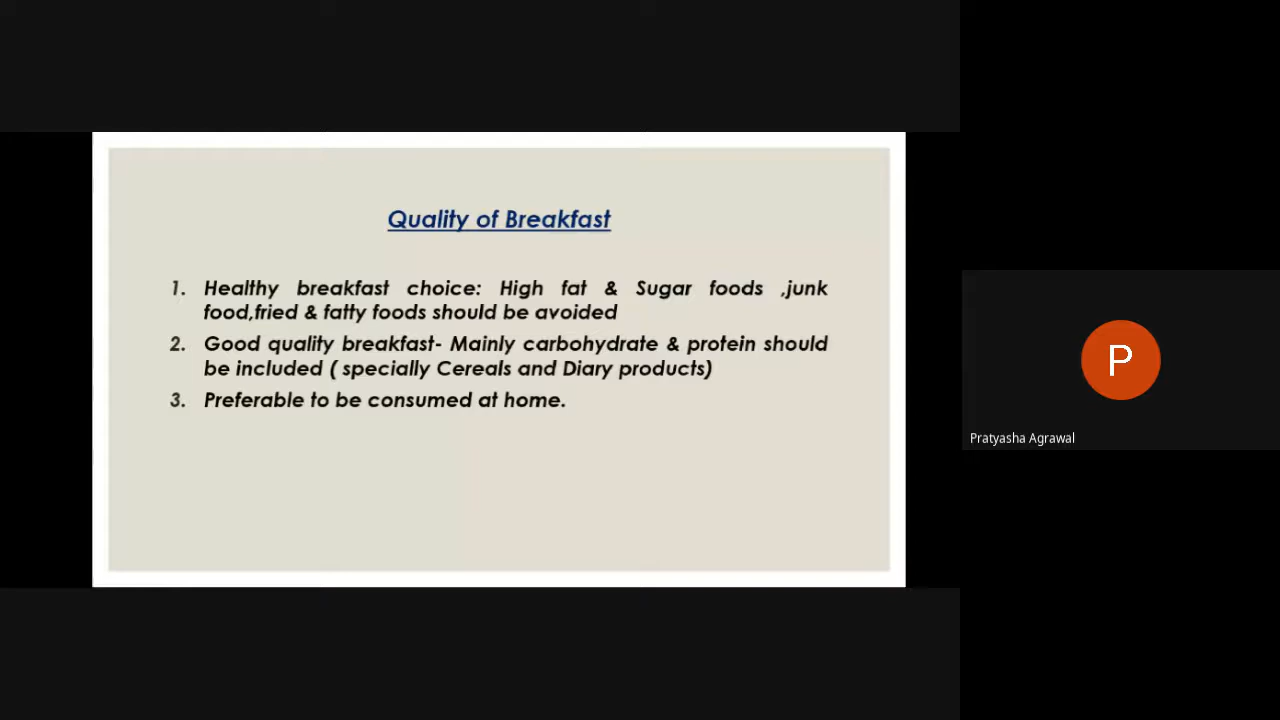 Quality of Breakfast
1. Healthy breakfast choice: High fat & Sugar foods ,junk
food,fried & fatty foods should be avoided
2. Good quality breakfast- Mainly carbohydrate & protein should
be included ( specially Cereals and Diary products)
3. Preferable to be consumed at home.
P
Pratyasha Agrawal